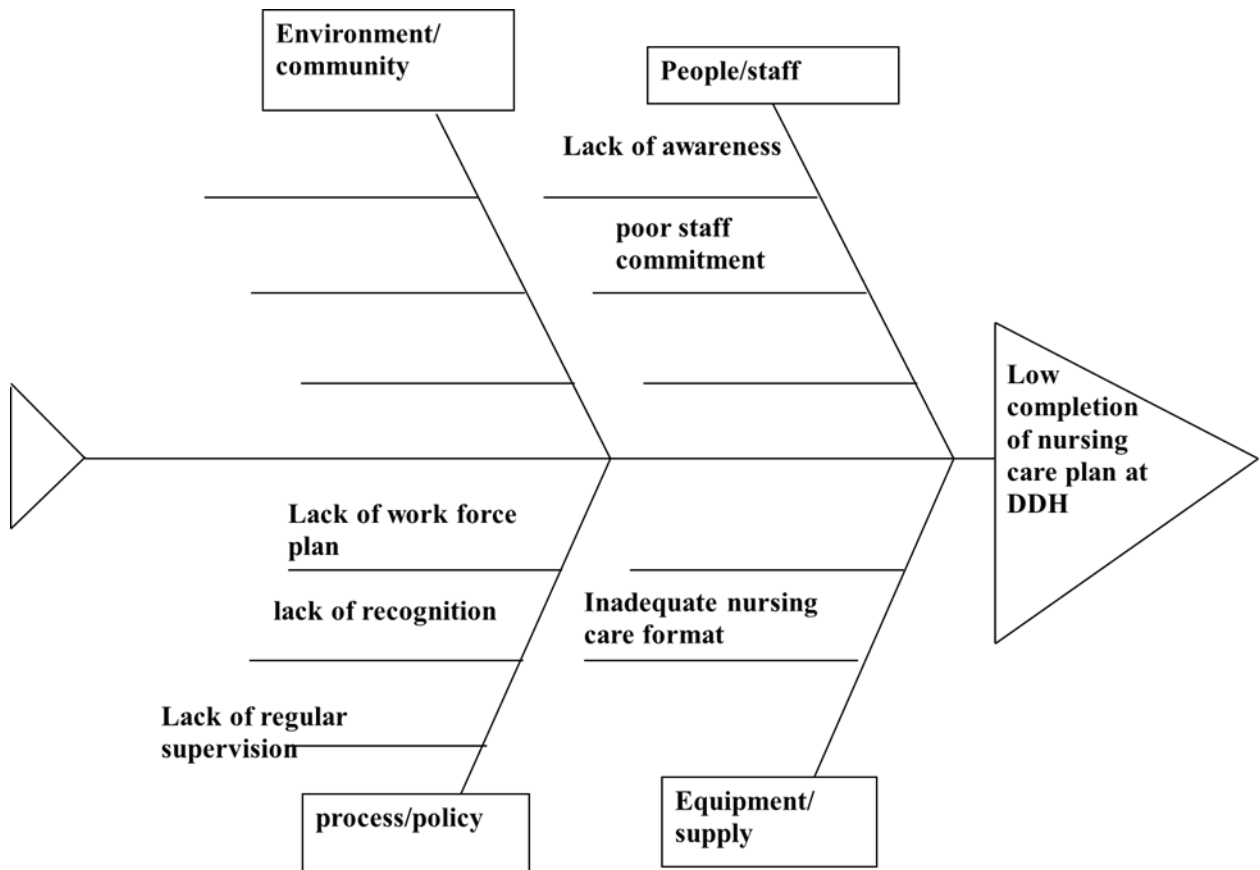 Environment/
community
People/staff
Lack of awareness
poor staff
commitment
Low
completion
of nursing
care plan at
DDH
Lack of work force
plan
lack of recognition
Lack of regular
supervision
Inadequate nursing
care format
process/policy
Equipment/
supply